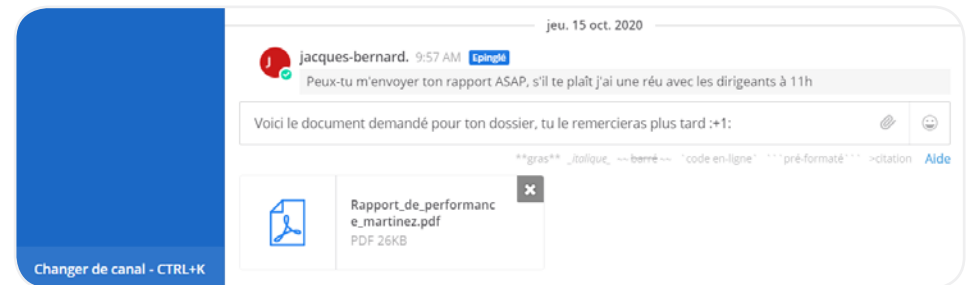 jeu. 15 oct. 2020
J jacques-bernard. 9:57 AM Epinglé
Peux-tu m'envoyer ton rapport ASAP, s'il te plaît j'ai une réu avec les dirigeants à 11h
Voici le document demandé pour ton dossier, tu le remercieras plus tard :+1:
**gras** _italique_ ~~barré~~ `code en-ligne` ```pré-formaté``` >citation Aide
Rapport_de_performanc
e_martinez.pdf
PDF 26KB
Changer de canal - CTRL+K